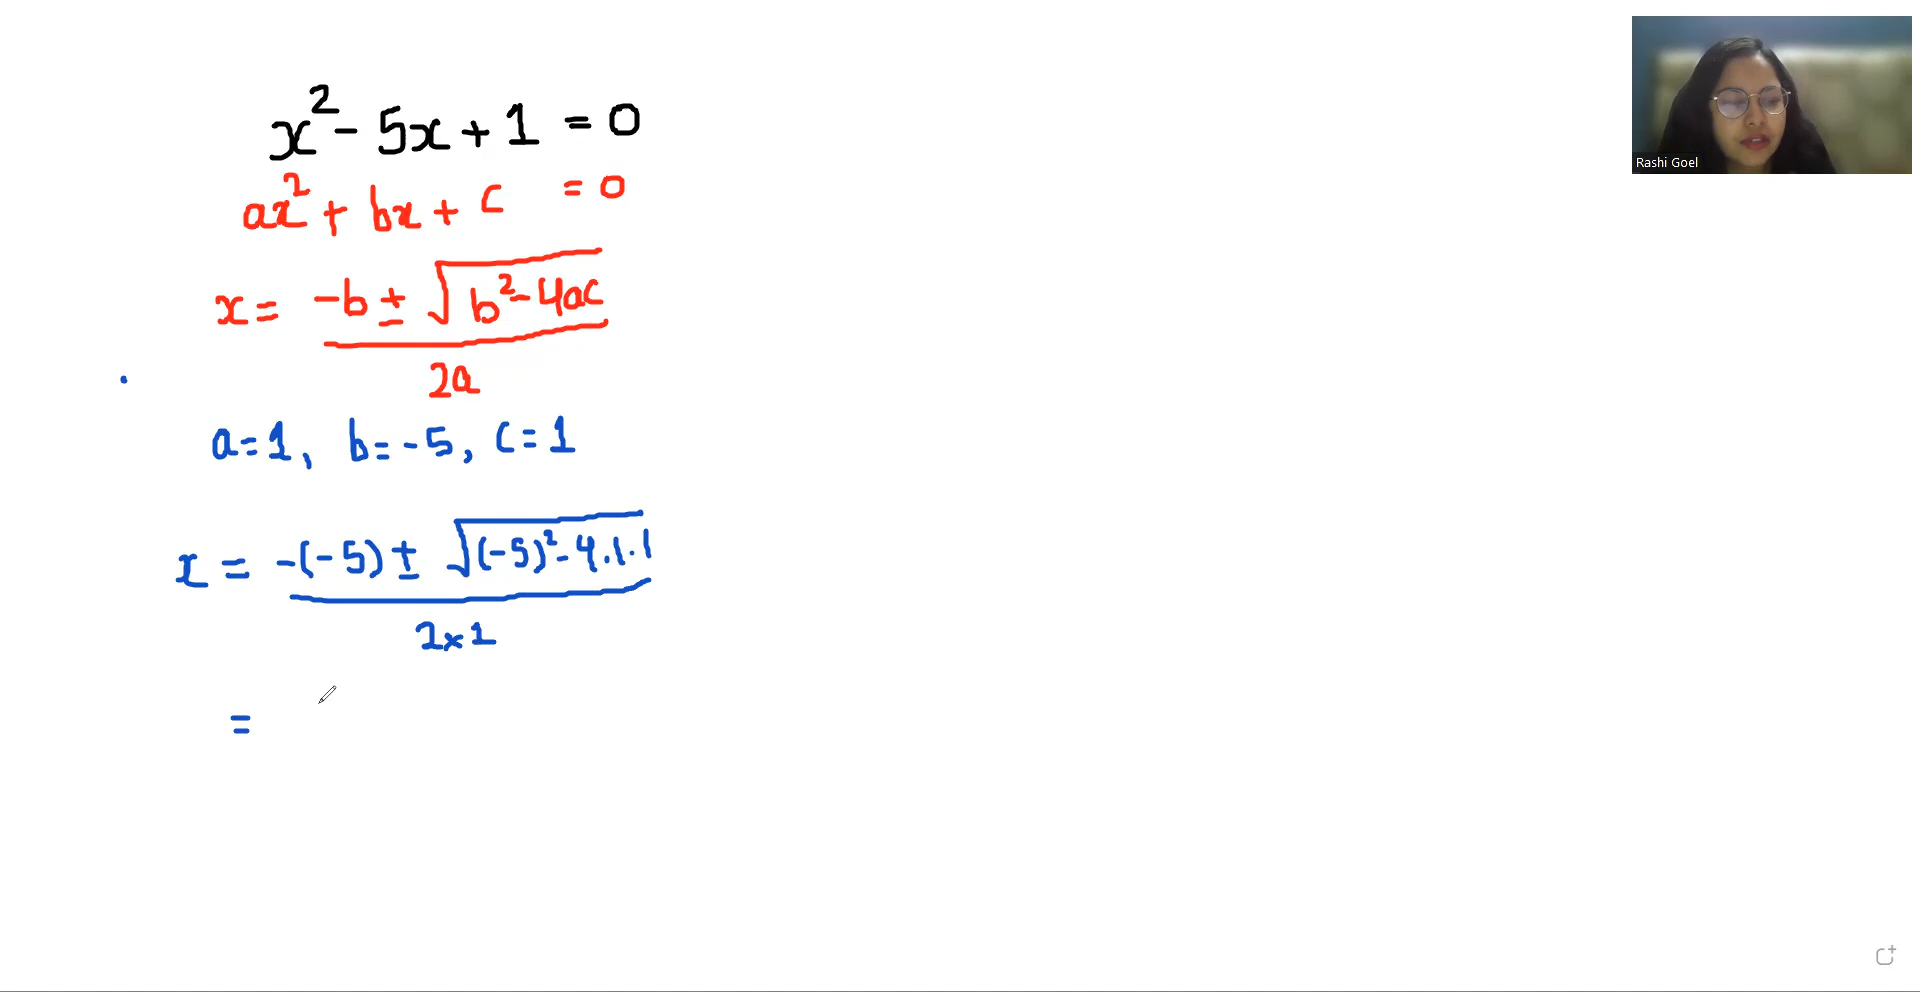 x² - 5x + 1 = 0
ax² + bx + c = 0
x = -b ± √(b² - 4ac)
2a
a = 1, b = -5, c = 1
x = -(-5) ± √((-5)² - 4.1.1)
2×1
=
Rashi Goel